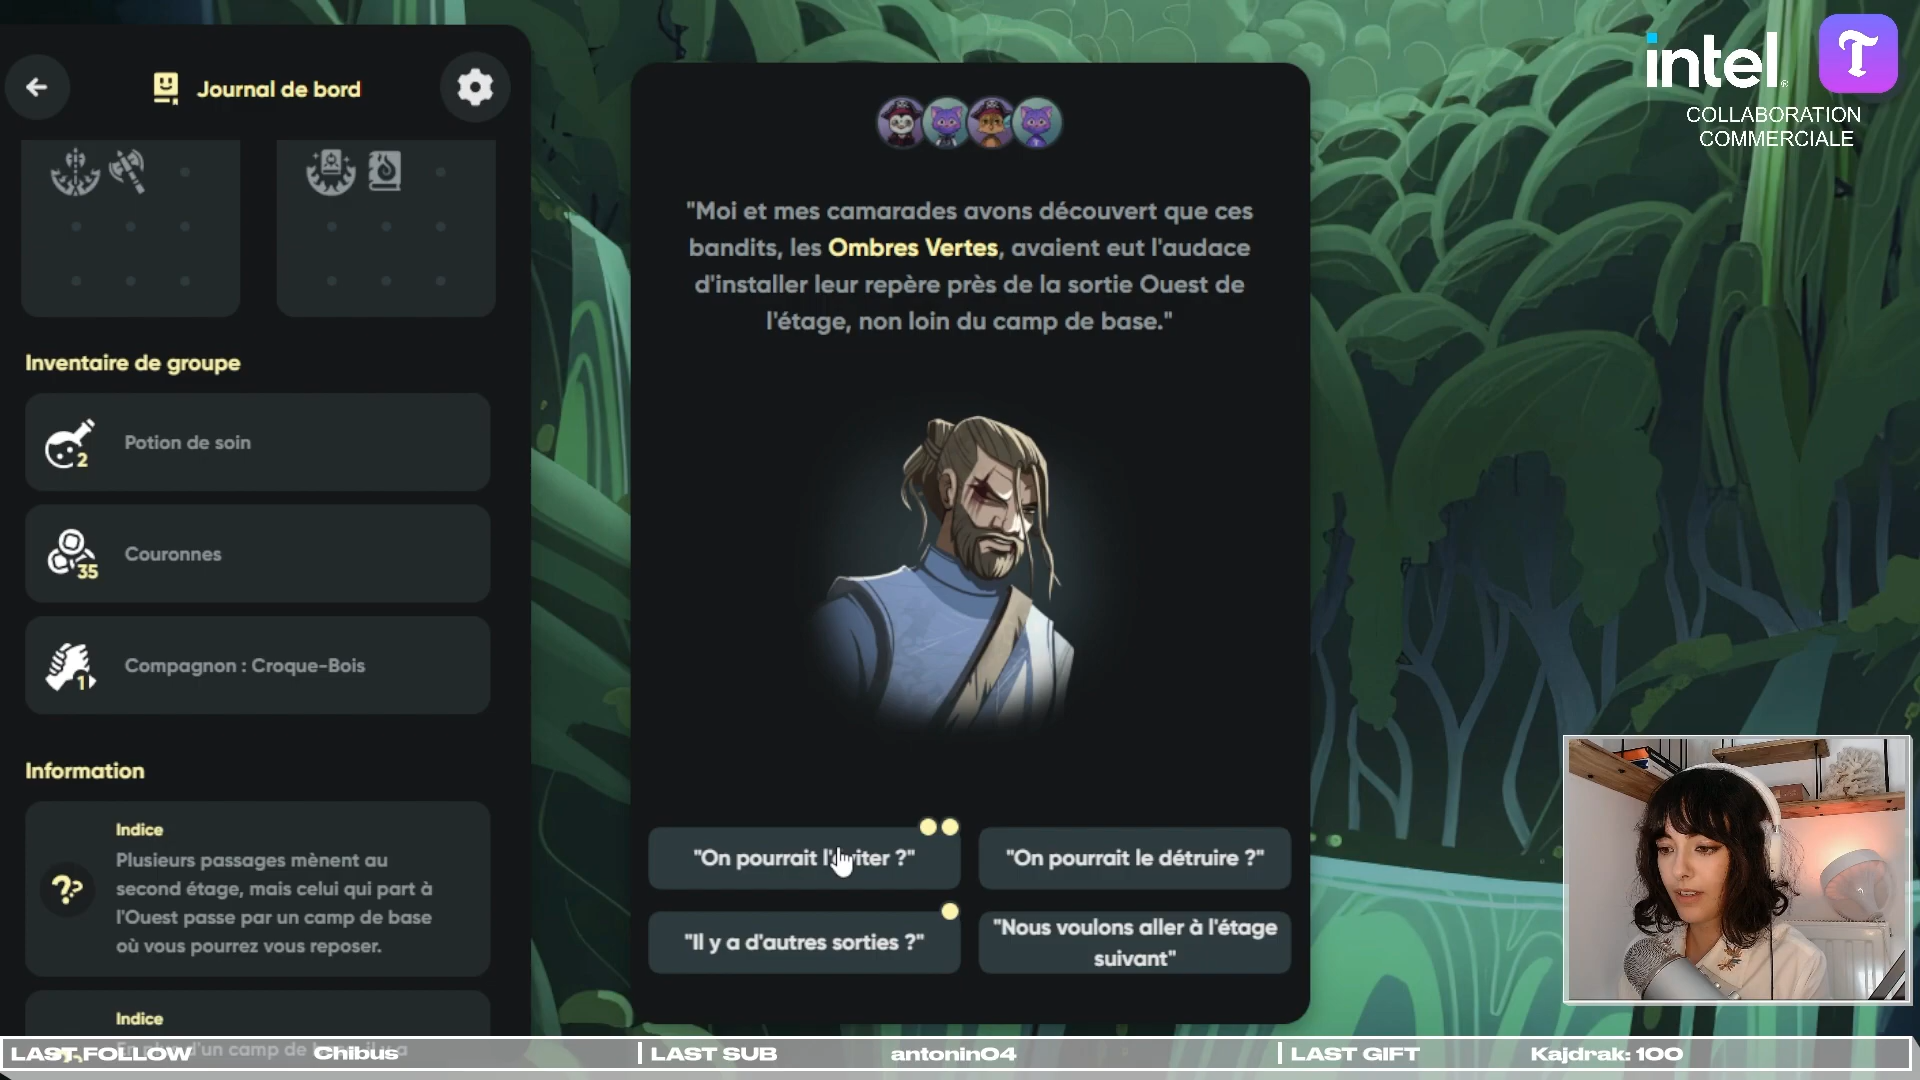 Journal de bord
Inventaire de groupe
2
Potion de soin
35
Couronnes
1
Compagnon : Croque-Bois
Information
Indice
Plusieurs passages mènent au
second étage, mais celui qui part à
l'Ouest passe par un camp de base
où vous pourrez vous reposer.
Indice
"Moi et mes camarades avons découvert que ces
bandits, les Ombres Vertes, avaient eut l'audace
d'installer leur repère près de la sortie Ouest de
l'étage, non loin du camp de base."
"On pourrait l'éviter ?"
"On pourrait le détruire ?"
"Il y a d'autres sorties ?"
"Nous voulons aller à l'étage
suivant"
intel
T
COLLABORATION
COMMERCIALE
LAST FOLLOW Chibus
LAST SUB antonin04
LAST GIFT Kajdrak: 100